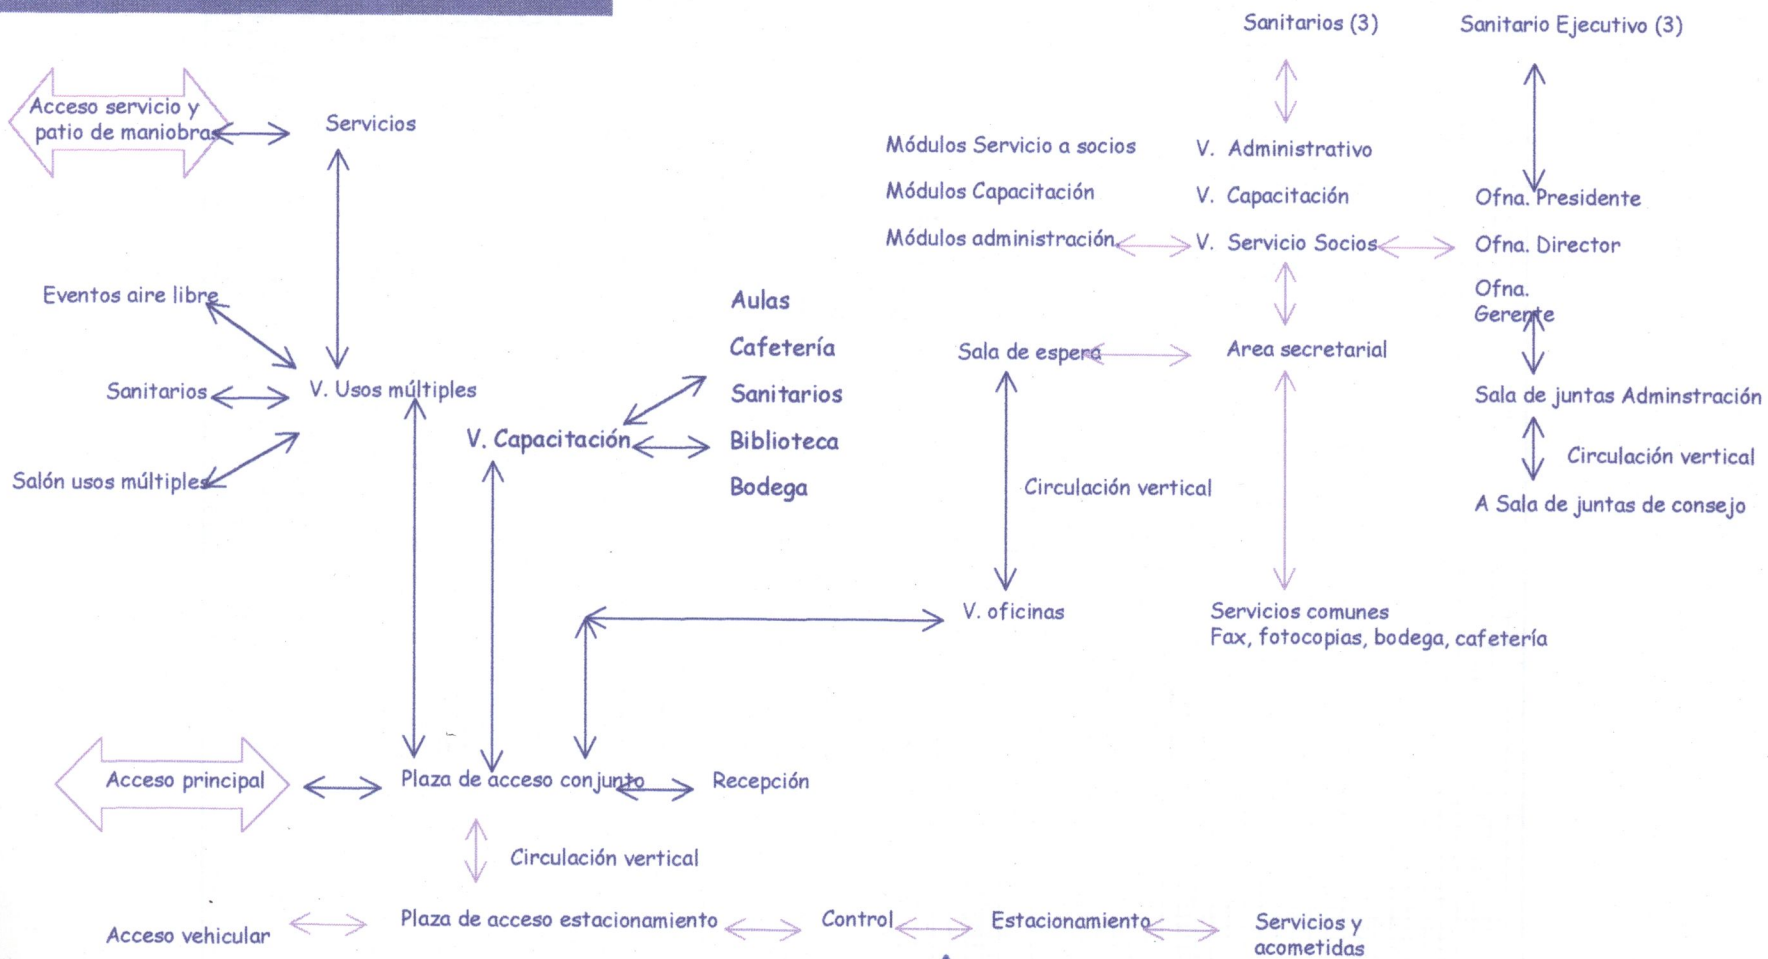 Sanitarios (3)
Sanitario Ejecutivo (3)
Acceso servicio y
patio de maniobras
Servicios
Módulos Servicio a socios
V. Administrativo
Módulos Capacitación
V. Capacitación
Ofna. Presidente
Módulos administración
V. Servicio Socios
Ofna. Director
Ofna.
Gerente
Eventos aire libre
Aulas
Cafetería
Sala de espera
Area secretarial
Sanitarios
V. Usos múltiples
Sanitarios
Sala de juntas Adminstración
V. Capacitación
Biblioteca
Circulación vertical
Salón usos múltiples
Bodega
Circulación vertical
A Sala de juntas de consejo
V. oficinas
Servicios comunes
Fax, fotocopias, bodega, cafetería
Acceso principal
Plaza de acceso conjunto
Recepción
Circulación vertical
Acceso vehicular
Plaza de acceso estacionamiento
Control
Estacionamiento
Servicios y
acometidas